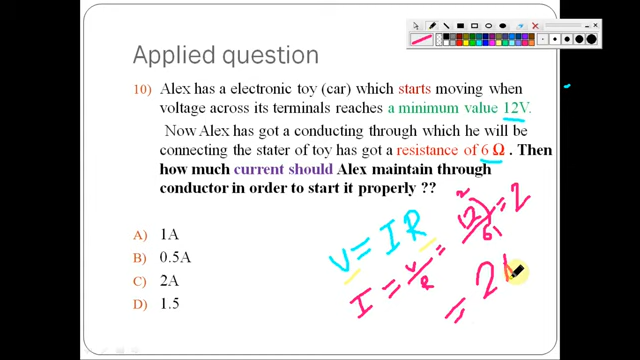 Applied question
10) Alex has a electronic toy (car) which starts moving when
voltage across its terminals reaches a minimum value 12V.
Now Alex has got a conducting through which he will be
connecting the stater of toy has got a resistance of 6 Ω . Then
how much current should Alex maintain through
conductor in order to start it properly ??
A) 1A
B) 0.5A
C) 2A
D) 1.5
V = I R
I = V/R = 12/6 = 2
= 2